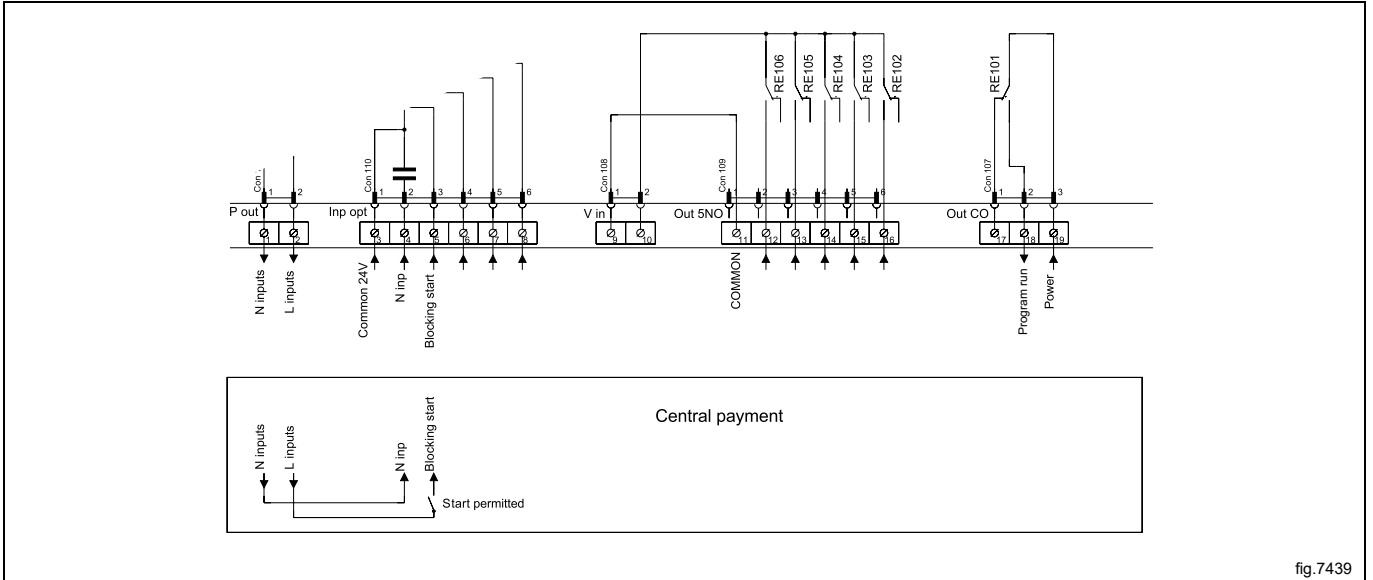 RE106
RE105
RE104
RE103
RE102
RE101
Con 110
Con 108
Con 109
Con 107
1 2
1 2 3 4 5 6
1 2
1 2 3 4 5 6
1 2 3
P out
Inp opt
V in
Out 5NO
Out CO
1 2
3 4 5 6 7 8
9 10
11 12 13 14 15 16
17 18 19
N inputs
L inputs
Common 24V
N inp
Blocking start
COMMON
Program run
Power
Central payment
N inputs
L inputs
N inp
Blocking start
Start permitted
fig.7439